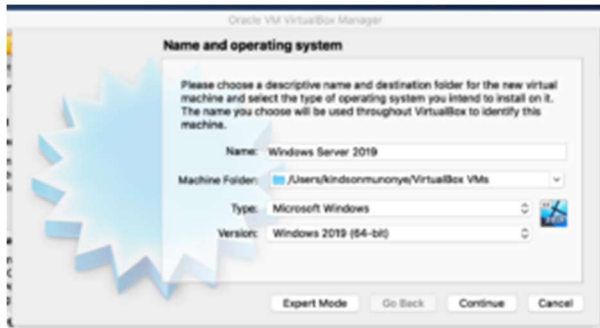 Oracle VM VirtualBox Manager
Name and operating system
Please choose a descriptive name and destination folder for the new virtual
machine and select the type of operating system you intend to install on it.
The name you choose will be used throughout VirtualBox to identify this
machine.
Name: Windows Server 2019
Machine Folder: /Users/kindsonmunonye/VirtualBox VMs
Type: Microsoft Windows
Version: Windows 2019 (64-bit)
Expert Mode Go Back Continue Cancel